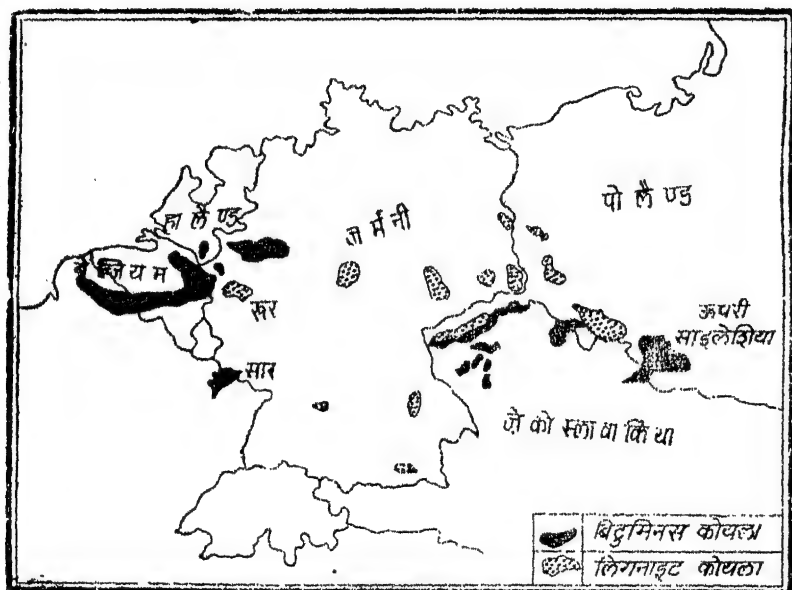 हालैण्ड
पोलैण्ड
जर्मनी
बेल्जियम
रूर
ऊपरी
साइलेशिया
सार
ज़ेकोस्लावाकिया
बिटुमिनस कोयला
लिगनाइट कोयला